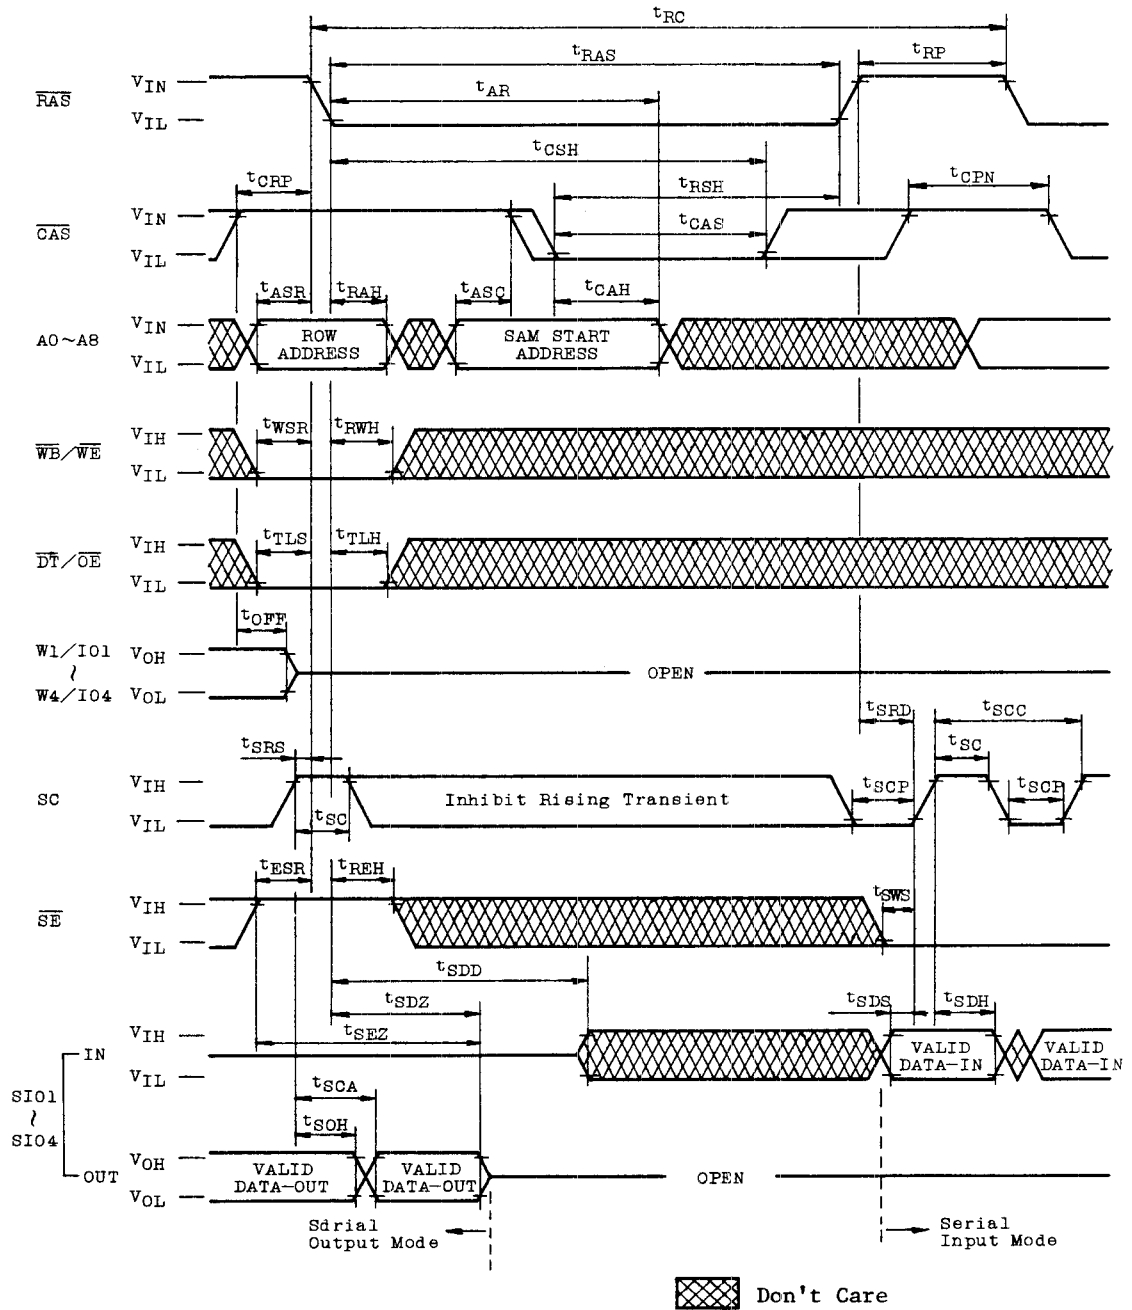 tRC
tRAS
tRP
RAS
VIN
VIL
tAR
tCSH
tCRP
tRSH
tCPN
CAS
VIN
VIL
tCAS
tASR
tRAH
tASC
tCAH
A0~A8
VIN
VIL
ROW
ADDRESS
SAM START
ADDRESS
tWSR
tRWH
WB/WE
VIH
VIL
tTLS
tTLH
DT/OE
VIH
VIL
tOFF
W1/IO1
~
W4/IO4
VOH
VOL
OPEN
tSRD
tSCC
tSRS
tSC
tSCP
tSCP
SC
VIH
VIL
Inhibit Rising Transient
tSC
tESR
tREH
tSWS
SE
VIH
VIL
tSDD
tSDZ
tSEZ
tSDS
tSDH
SIO1
~
SIO4
IN
VIH
VIL
VALID
DATA-IN
VALID
DATA-IN
tSCA
tSOH
OUT
VOH
VOL
VALID
DATA-OUT
VALID
DATA-OUT
OPEN
Sdrial
Output Mode
Serial
Input Mode
Don't Care